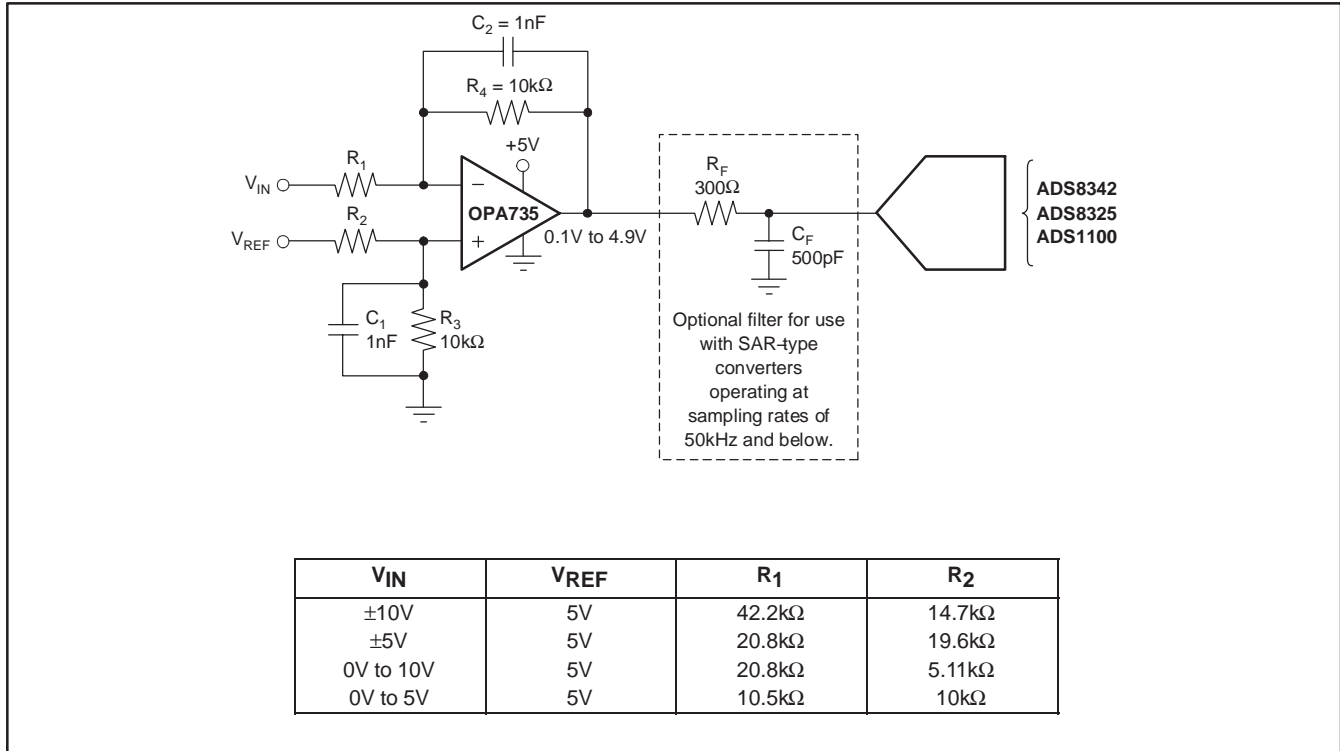 C2 = 1nF
R4 = 10kΩ
+5V
R1
VIN
−
OPA735
R2
VREF
+
0.1V to 4.9V
C1
1nF
R3
10kΩ
RF
300Ω
CF
500pF
Optional filter for use
with SAR−type
converters
operating at
sampling rates of
50kHz and below.
ADS8342
ADS8325
ADS1100
VIN VREF R1 R2
±10V 5V 42.2kΩ 14.7kΩ
±5V 5V 20.8kΩ 19.6kΩ
0V to 10V 5V 20.8kΩ 5.11kΩ
0V to 5V 5V 10.5kΩ 10kΩ